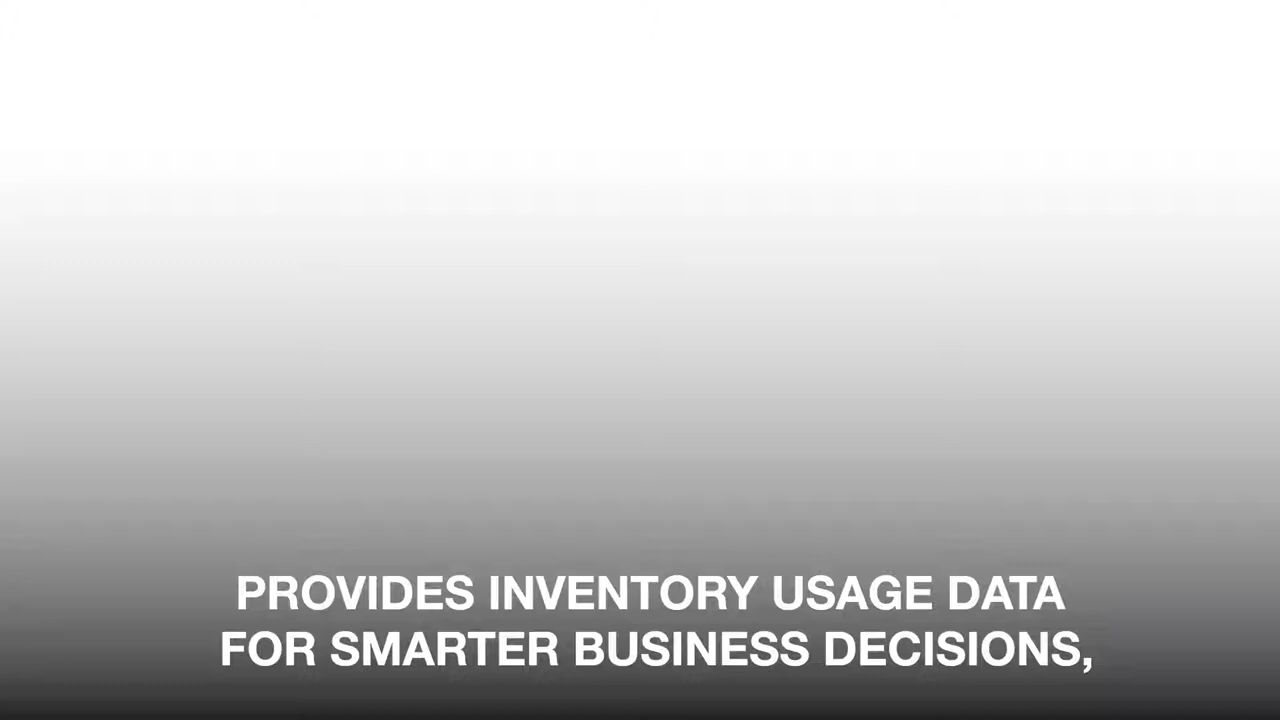 PROVIDES INVENTORY USAGE DATA
FOR SMARTER BUSINESS DECISIONS,